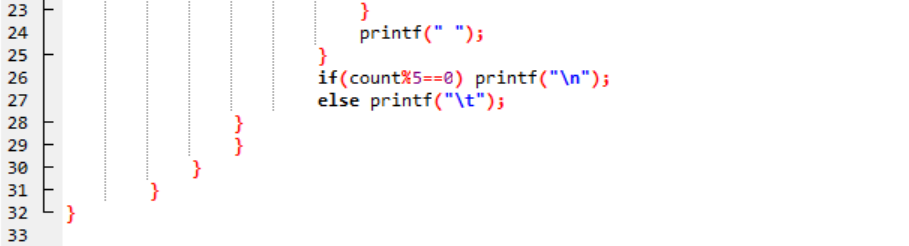 23 }
24 printf(" ");
25 }
26 if(count%5==0) printf("\n");
27 else printf("\t");
28 }
29 }
30 }
31 }
32 }
33